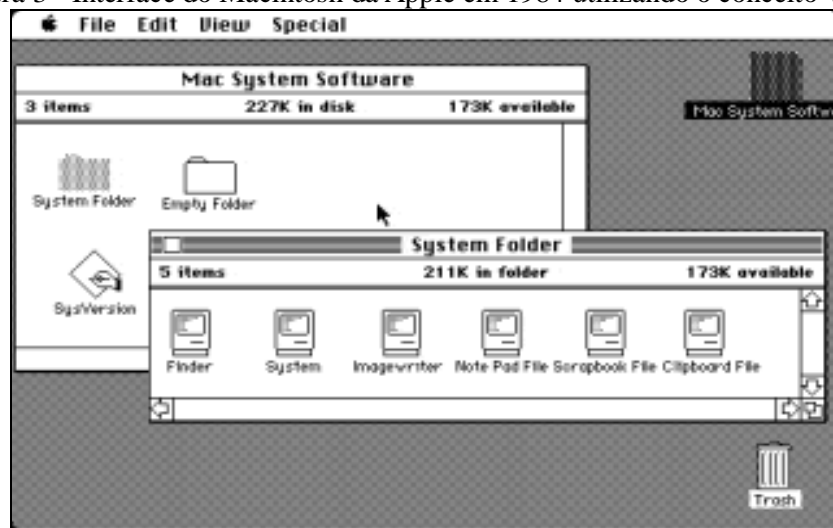 Interface do Macintosh da Apple em 1984 utilizando o conceito
File Edit View Special
Mac System Software
3 items 227K in disk 173K available
Mac System Softw
System Folder Empty Folder
System Folder
5 items 211K in folder 173K available
SysVersion
Finder System Imagewriter Note Pad File Scrapbook File Clipboard File
Trash